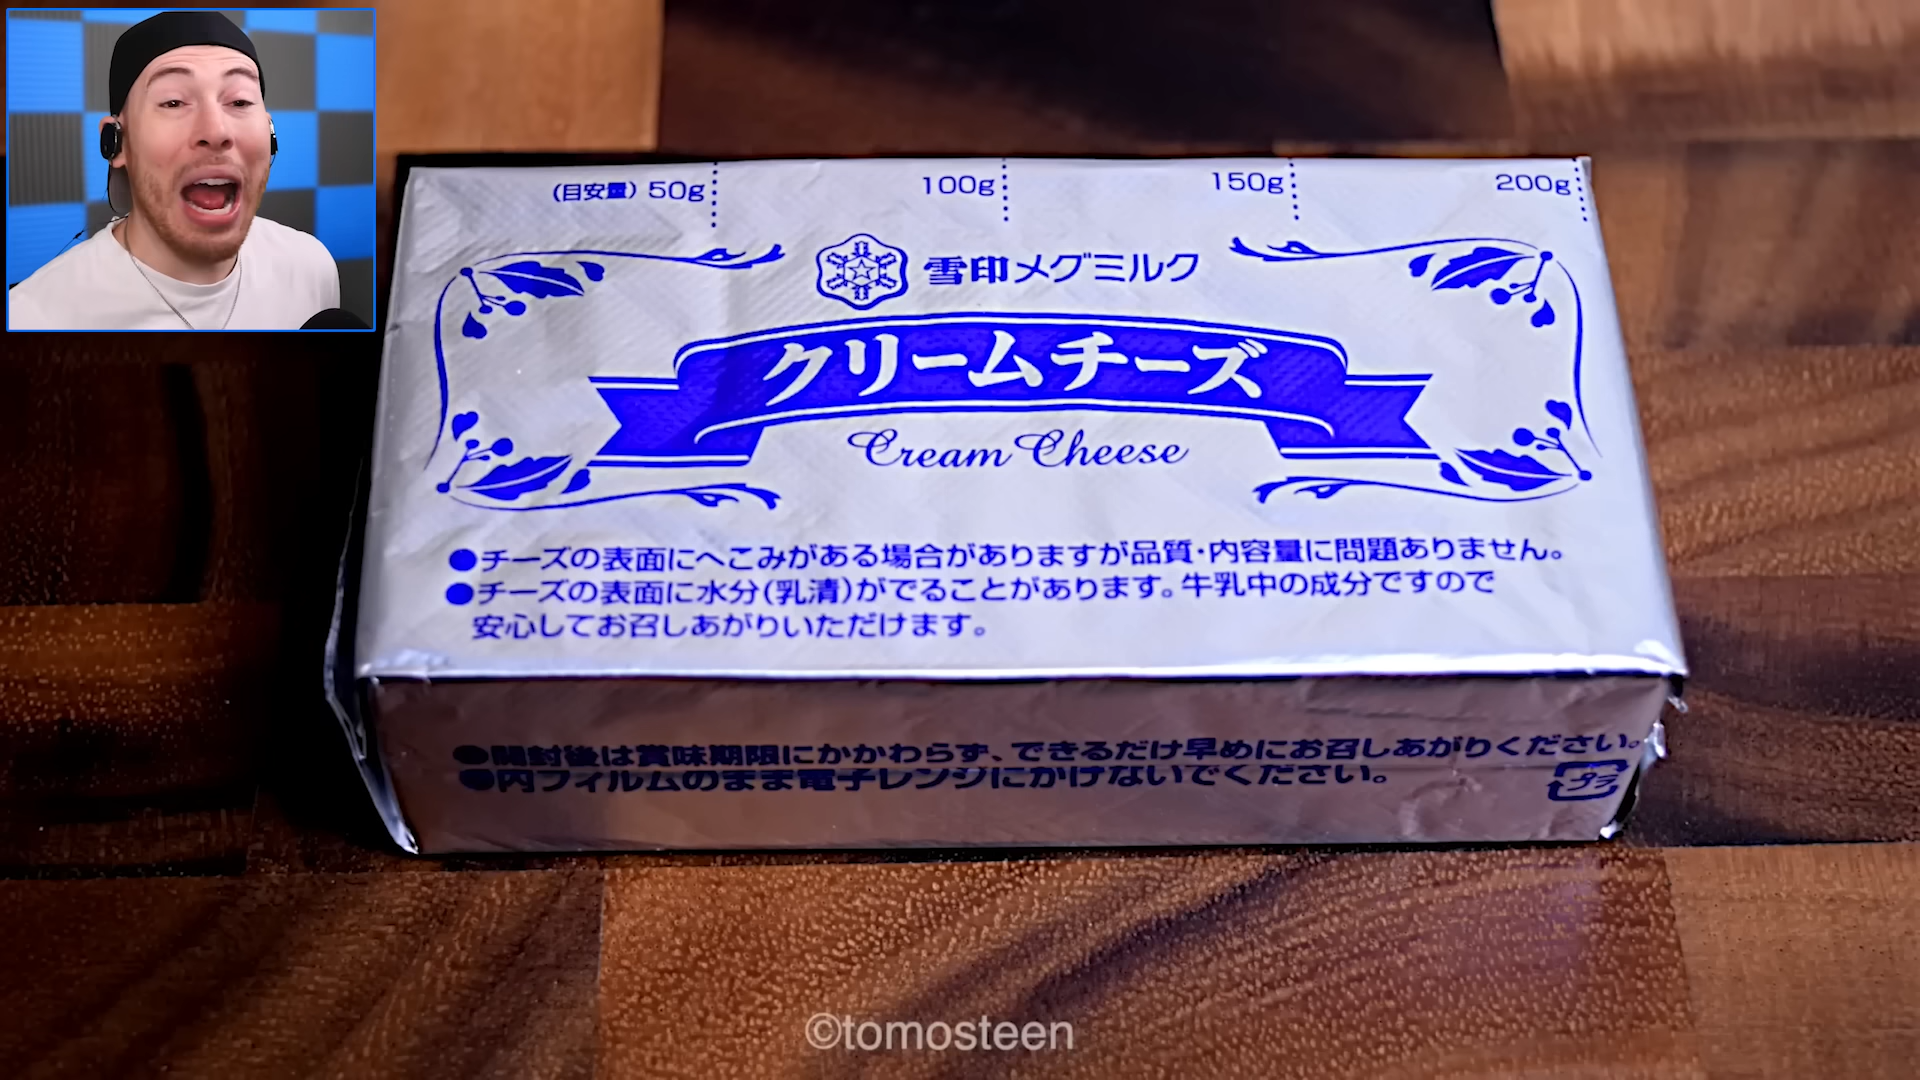 (目安量) 50g
100g
150g
200g
雪印メグミルク
クリームチーズ
Cream Cheese
●チーズの表面にへこみがある場合がありますが品質・内容量に問題ありません。
●チーズの表面に水分(乳清)がでることがあります。牛乳中の成分ですので
安心してお召しあがりいただけます。
●開封後は賞味期限にかかわらず、できるだけ早めにお召しあがりください。
●内フィルムのまま電子レンジにかけないでください。
プラ
©tomosteen